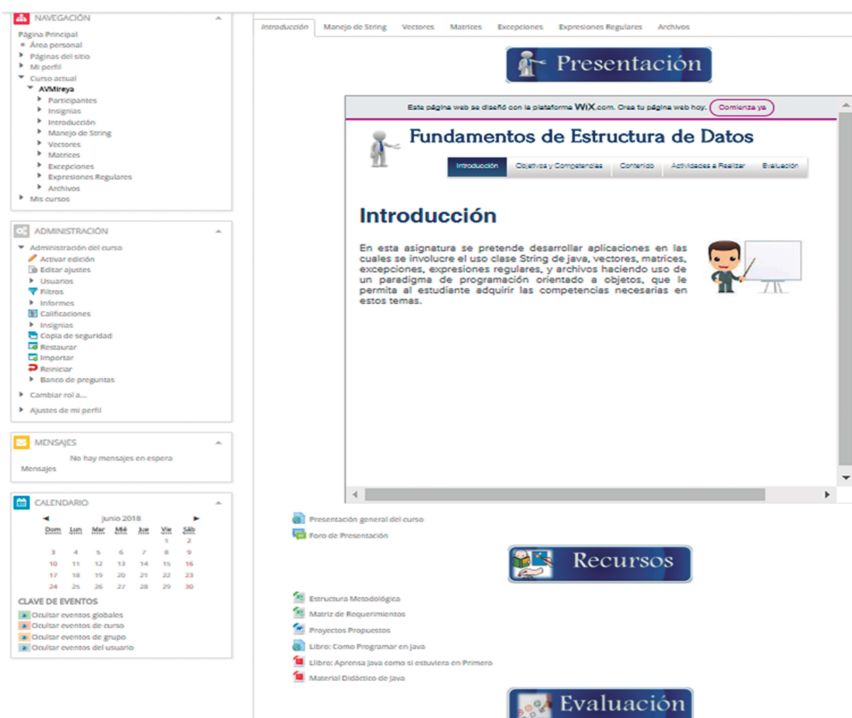 NAVEGACIÓN
Página Principal
Área personal
Páginas del sitio
Mi perfil
Curso actual
AVMireya
Participantes
Insignias
Introducción
Manejo de String
Vectores
Matrices
Excepciones
Expresiones Regulares
Archivos
Mis cursos
ADMINISTRACIÓN
Administración del curso
Activar edición
Editar ajustes
Usuarios
Filtros
Informes
Calificaciones
Insignias
Copia de seguridad
Restaurar
Importar
Reiniciar
Banco de preguntas
Cambiar rol a...
Ajustes de mi perfil
MENSAJES
No hay mensajes en espera
Mensajes
CALENDARIO
junio 2018
Dom Lun Mar Mié Jue Vie Sáb
1 2
3 4 5 6 7 8 9
10 11 12 13 14 15 16
17 18 19 20 21 22 23
24 25 26 27 28 29 30
CLAVE DE EVENTOS
Ocultar eventos globales
Ocultar eventos de curso
Ocultar eventos de grupo
Ocultar eventos del usuario
Introducción Manejo de String Vectores Matrices Excepciones Expresiones Regulares Archivos
Presentación
Esta página web se diseñó con la plataforma WiX.com. Crea tu página web hoy. Comienza ya
Fundamentos de Estructura de Datos
Introducción Objetivos y Competencias Contenido Actividades a Realizar Evaluación
Introducción
En esta asignatura se pretende desarrollar aplicaciones en las
cuales se involucre el uso clase String de java, vectores, matrices,
excepciones, expresiones regulares, y archivos haciendo uso de
un paradigma de programación orientado a objetos, que le
permita al estudiante adquirir las competencias necesarias en
estos temas.
Presentación general del curso
Foro de Presentación
Recursos
Estructura Metodológica
Matriz de Requerimientos
Proyectos Propuestos
Libro: Como Programar en Java
Llibro: Aprensa Java como si estuviera en Primero
Material Didáctico de Java
Evaluación